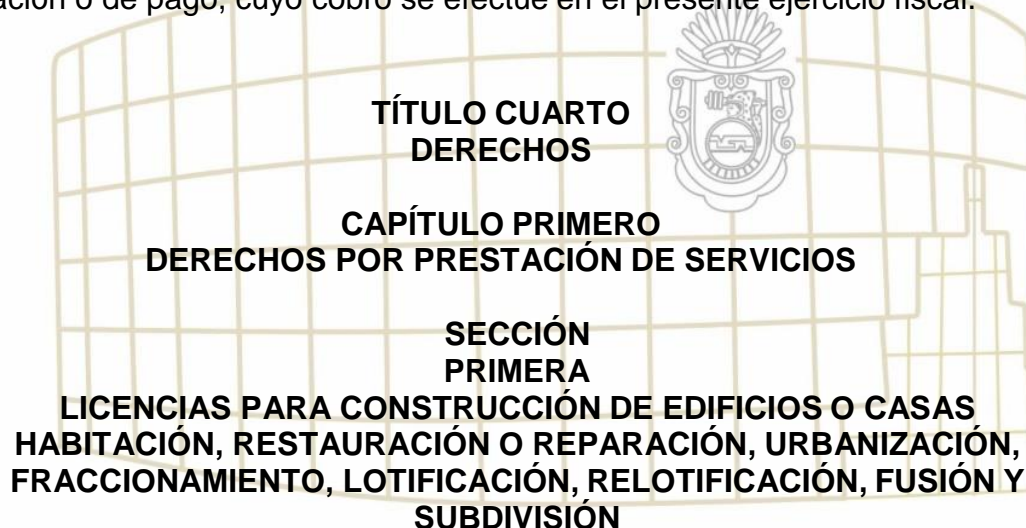 ación o de pago, cuyo cobro se efectúe en el presente ejercicio fiscal.
TÍTULO CUARTO
DERECHOS
CAPÍTULO PRIMERO
DERECHOS POR PRESTACIÓN DE SERVICIOS
SECCIÓN
PRIMERA
LICENCIAS PARA CONSTRUCCIÓN DE EDIFICIOS O CASAS
HABITACIÓN, RESTAURACIÓN O REPARACIÓN, URBANIZACIÓN,
FRACCIONAMIENTO, LOTIFICACIÓN, RELOTIFICACIÓN, FUSIÓN Y
SUBDIVISIÓN